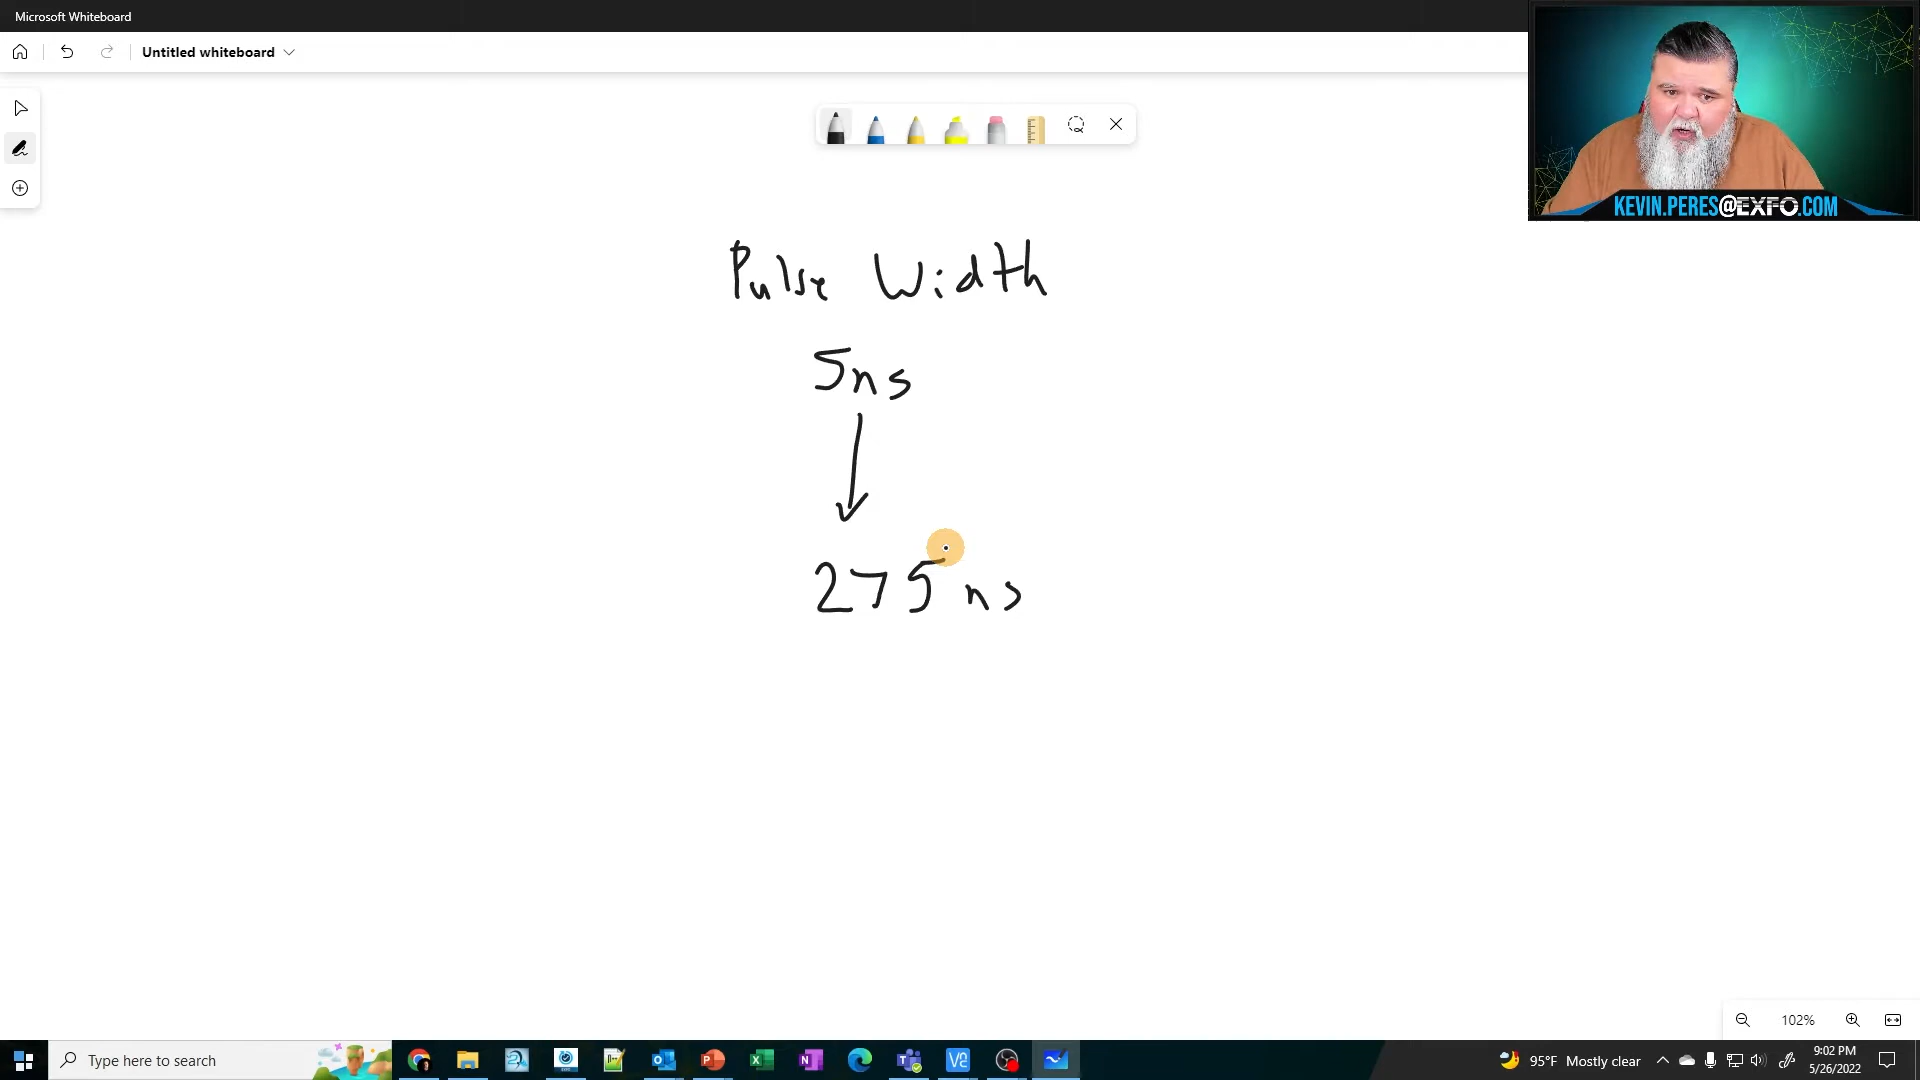 Microsoft Whiteboard
Untitled whiteboard
KEVIN.PERES@EXFO.COM
Pulse Width
5ns
275 ns
102%
Type here to search
95°F Mostly clear
9:02 PM
5/26/2022